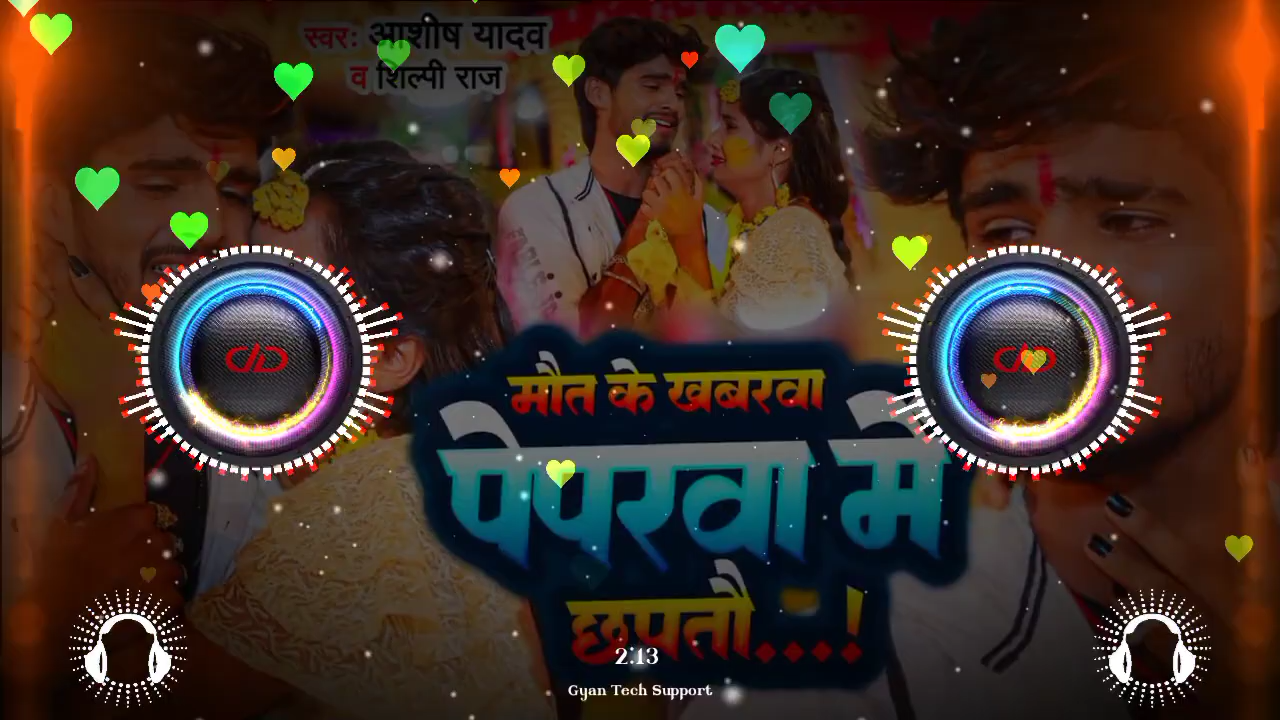 स्वरः आशीष यादव
व शिल्पी राज
मौत के खबरवा
पेपरवा मे
छपतौ...!
2:13
Gyan Tech Support